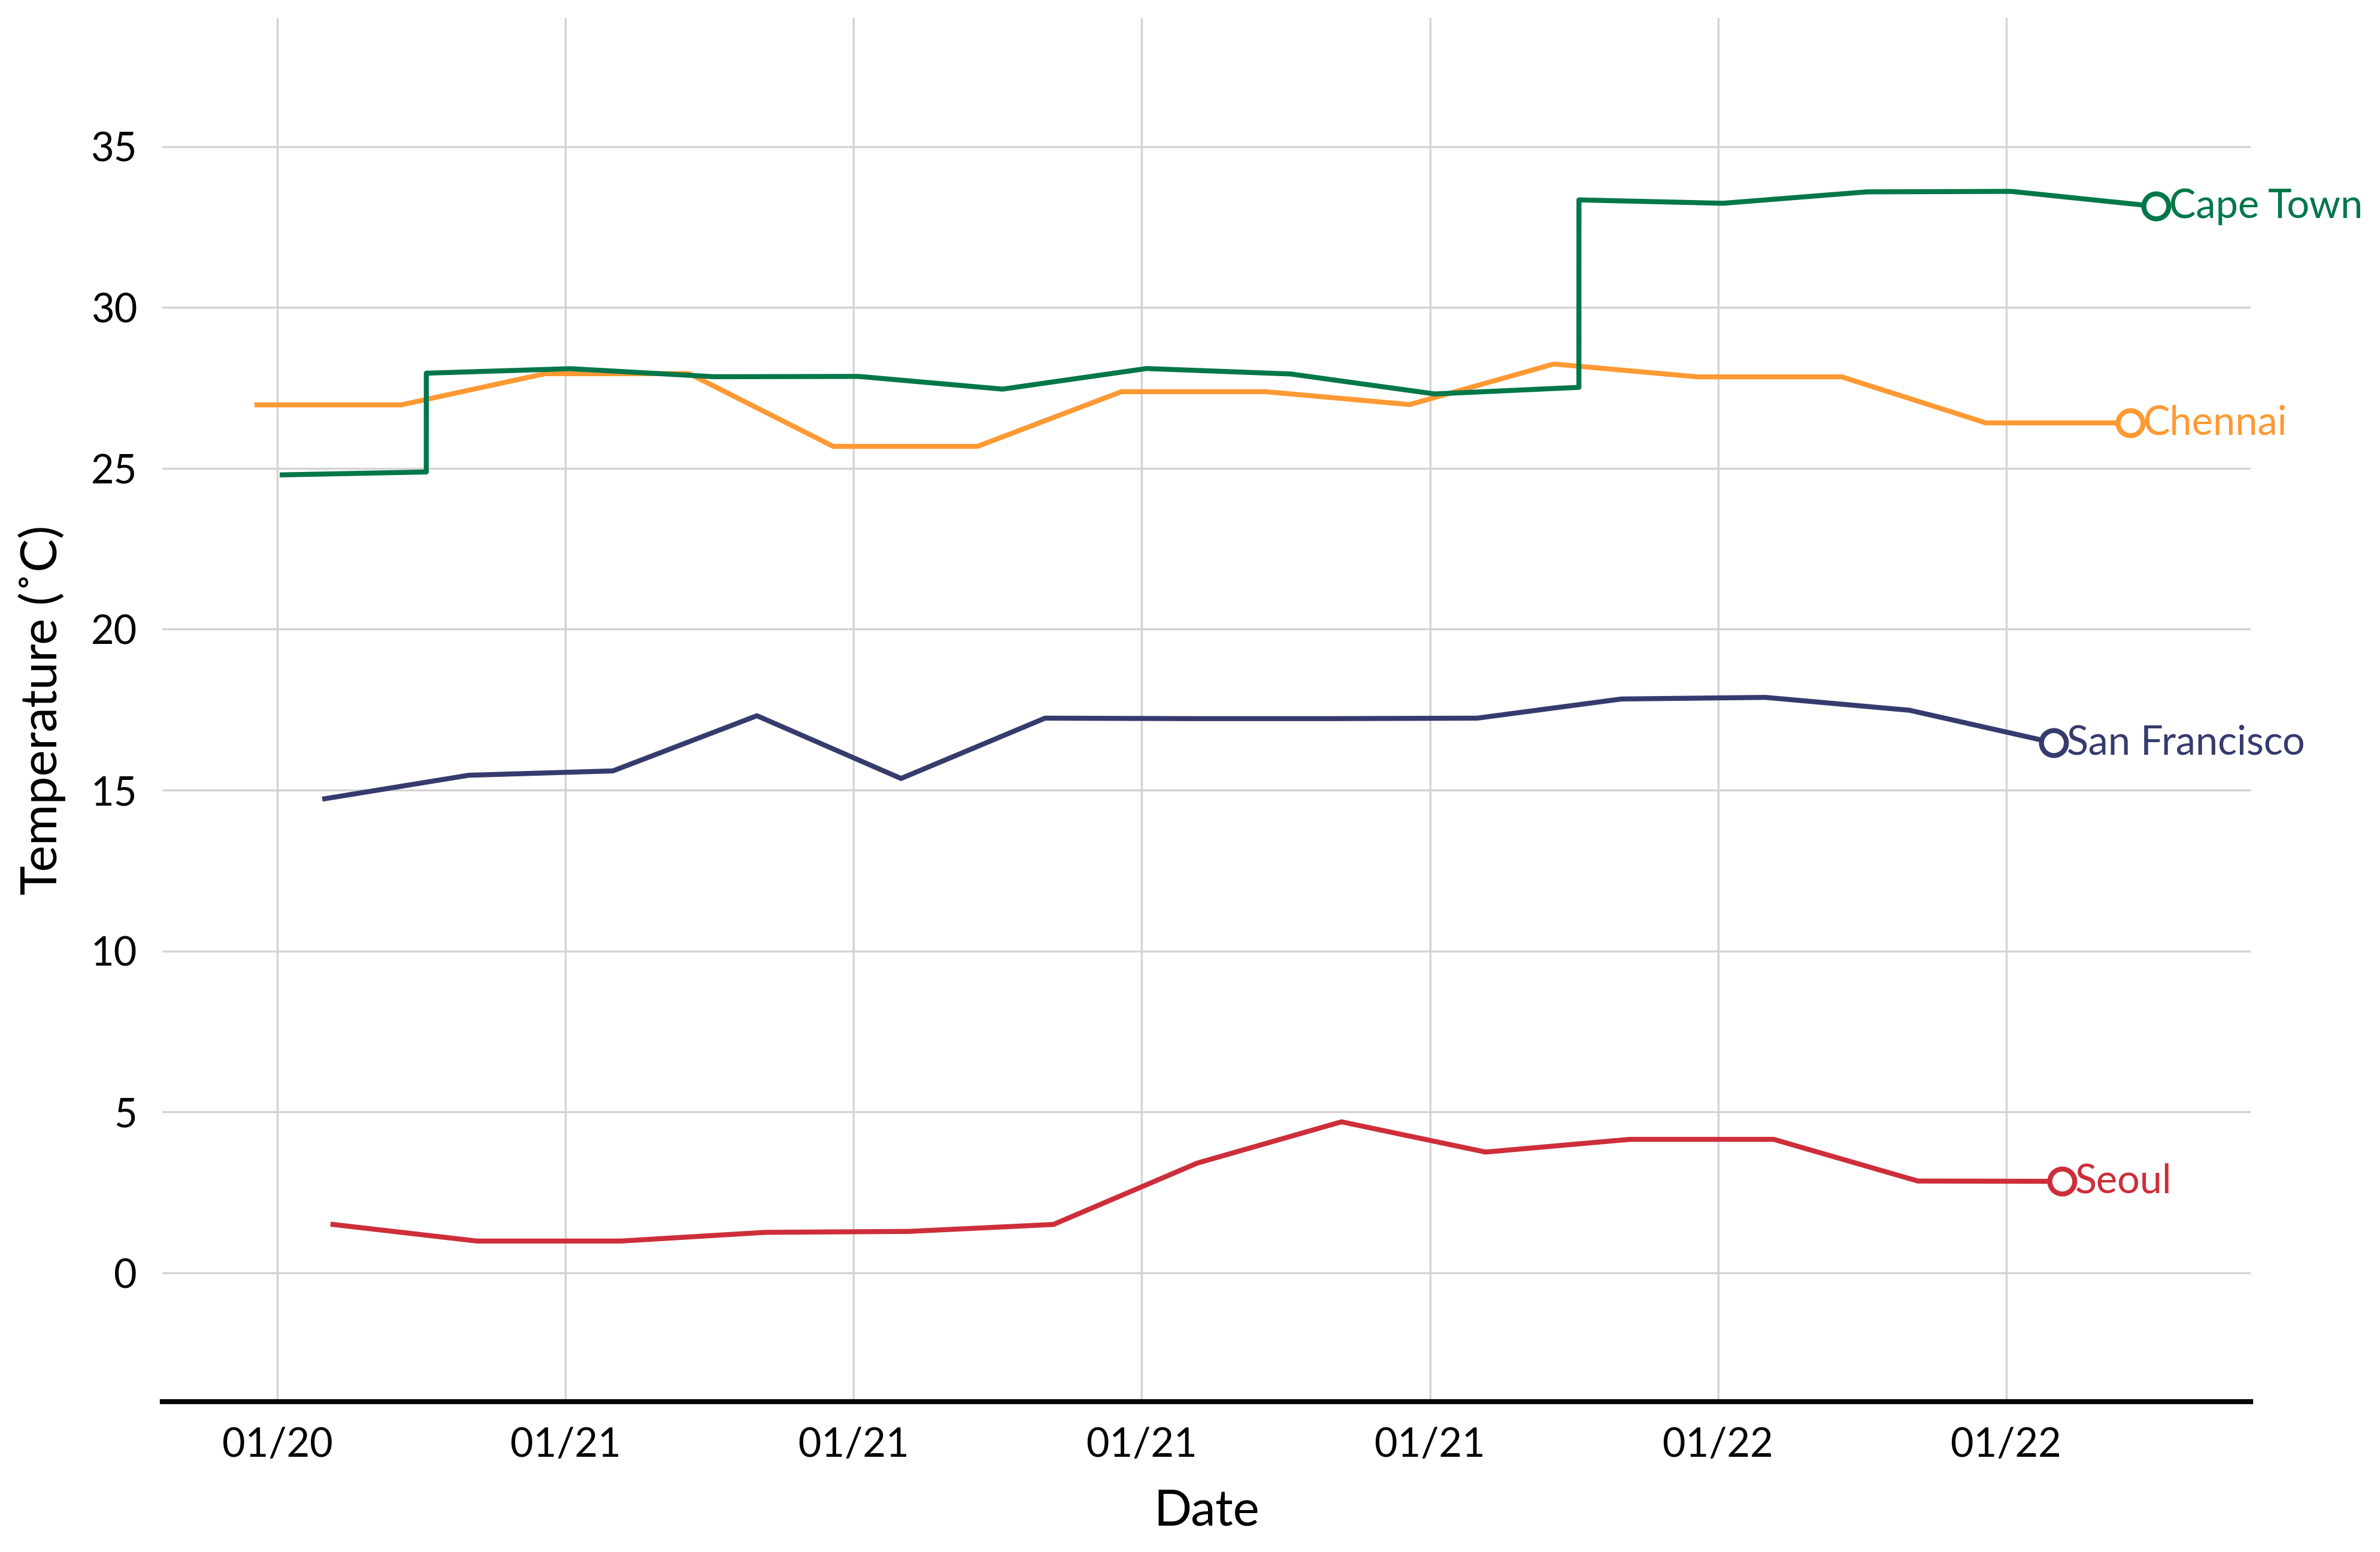 35
Cape Town
30
Chennai
25
Temperature (˚C)
20
San Francisco
15
10
5
Seoul
0
01/20 01/21 01/21 01/21 01/21 01/22 01/22
Date